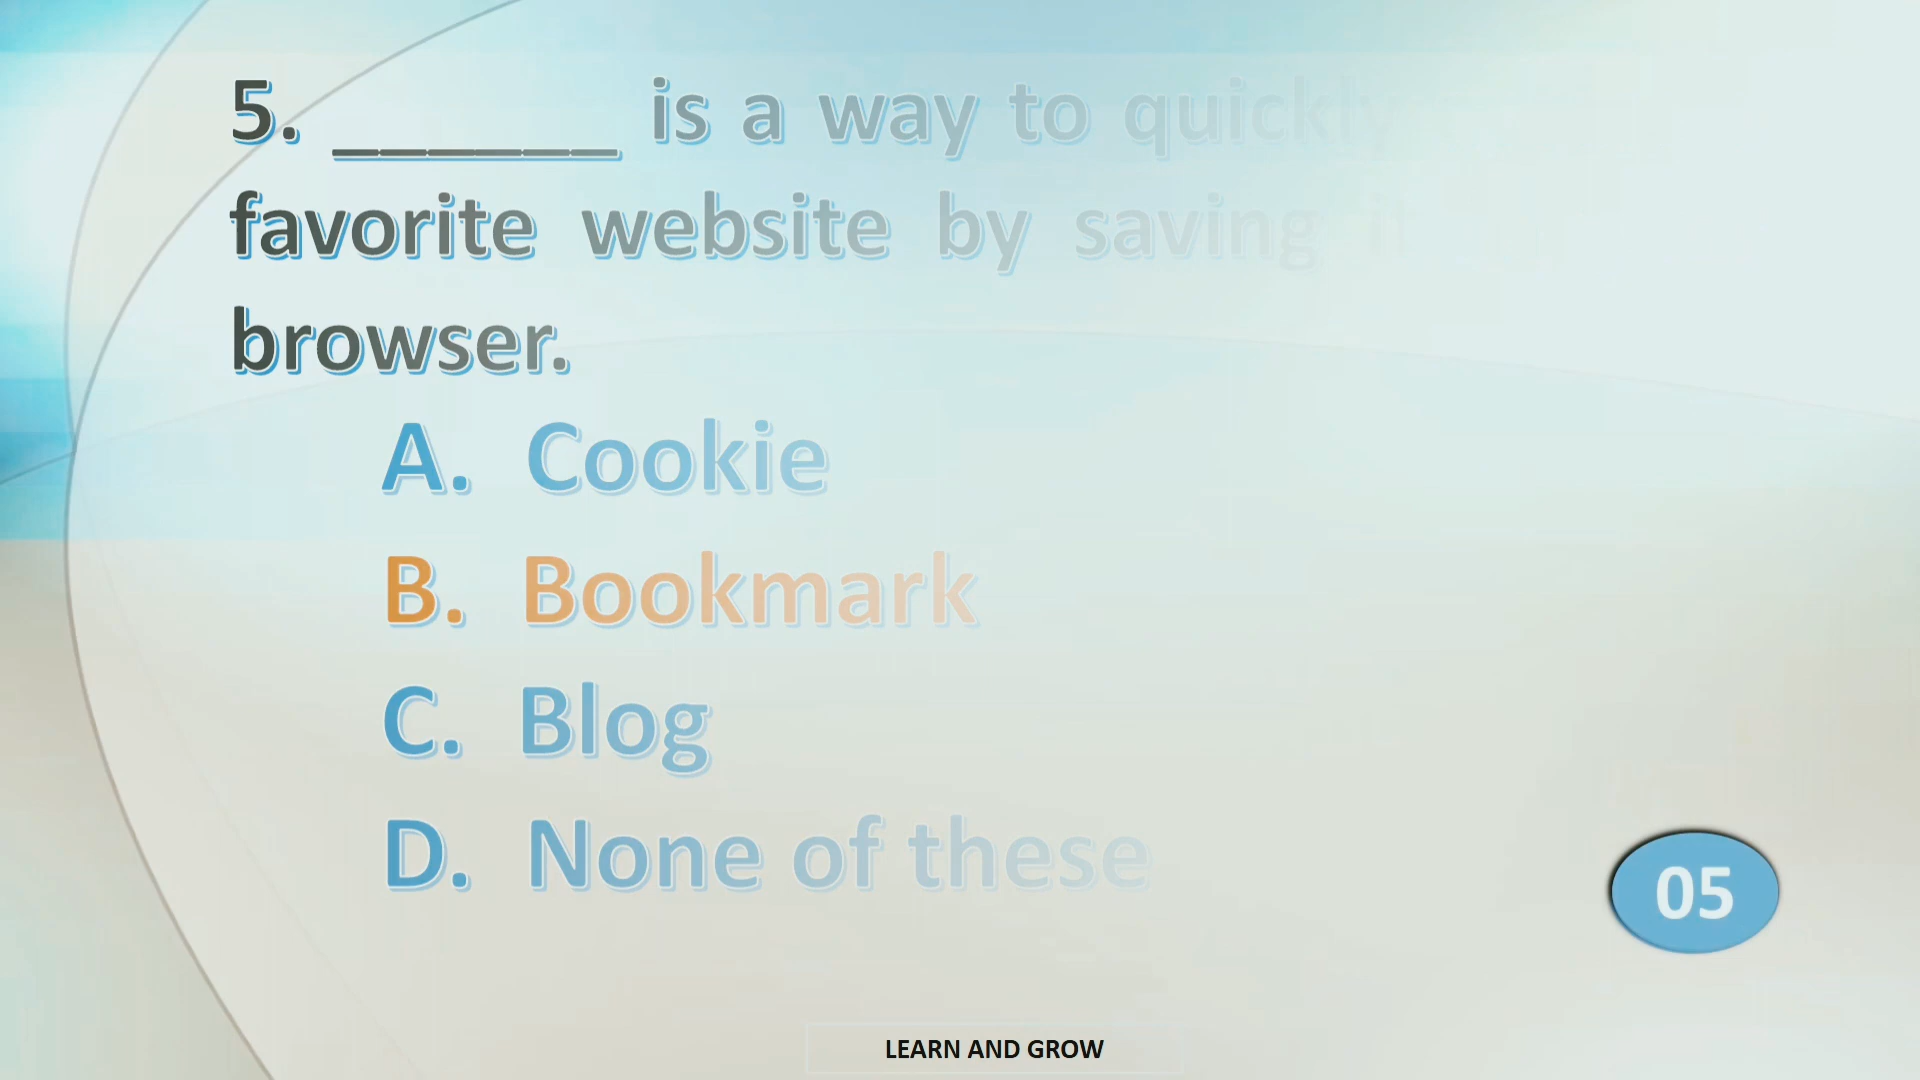 5. ______ is a way to quickly
favorite website by saving it
browser.
A. Cookie
B. Bookmark
C. Blog
D. None of these
05
LEARN AND GROW